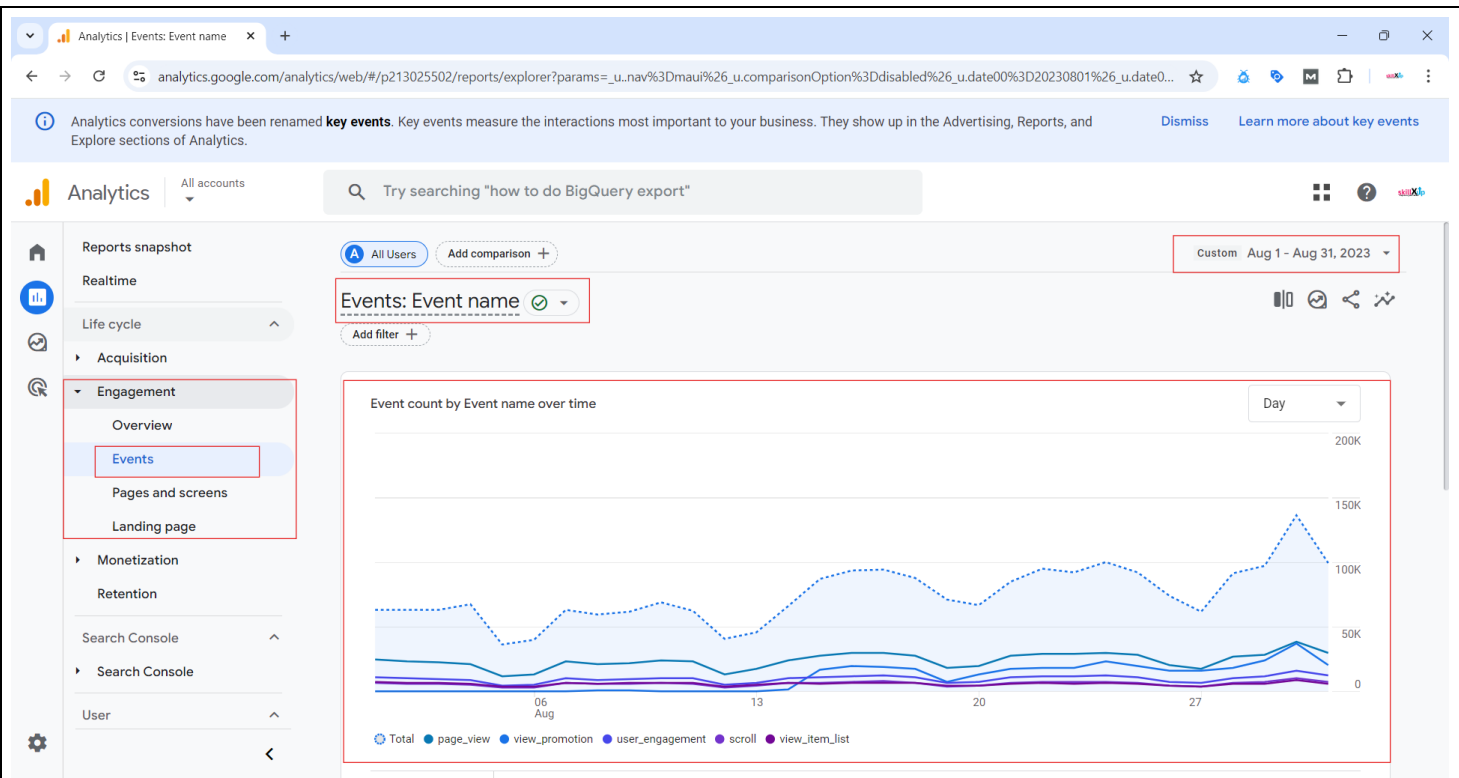 Analytics | Events: Event name
analytics.google.com/analytics/web/#/p213025502/reports/explorer?params=_u..nav%3Dmaui%26_u.comparisonOption%3Ddisabled%26_u.date00%3D20230801%26_u.date0...
Analytics conversions have been renamed key events. Key events measure the interactions most important to your business. They show up in the Advertising, Reports, and
Explore sections of Analytics.
Dismiss
Learn more about key events
Analytics
All accounts
Try searching "how to do BigQuery export"
skillXUp
Reports snapshot
Realtime
Life cycle
Acquisition
Engagement
Overview
Events
Pages and screens
Landing page
Monetization
Retention
Search Console
Search Console
User
A All Users
Add comparison +
Custom Aug 1 - Aug 31, 2023
Events: Event name
Add filter +
Event count by Event name over time
Day
200K
150K
100K
50K
0
06
Aug
13
20
27
Total page_view view_promotion user_engagement scroll view_item_list